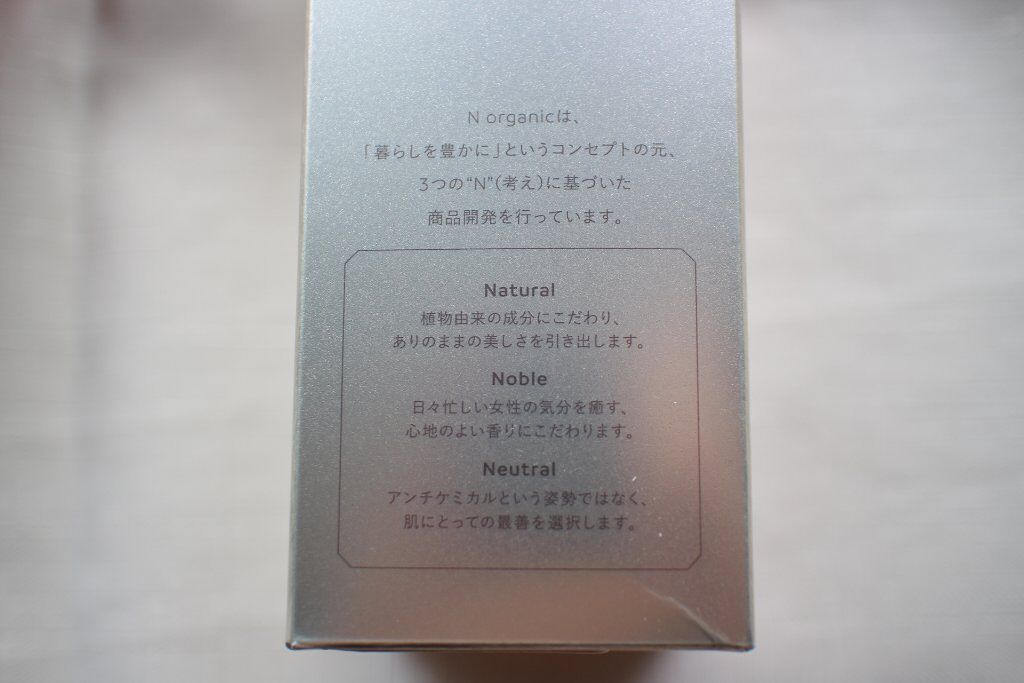 N organicは、
「暮らしを豊かに」というコンセプトの元、
3つの“N”(考え)に基づいた
商品開発を行っています。
Natural
植物由来の成分にこだわり、
ありのままの美しさを引き出します。
Noble
日々忙しい女性の気分を癒す、
心地のよい香りにこだわります。
Neutral
アンチケミカルという姿勢ではなく、
肌にとっての最善を選択します。